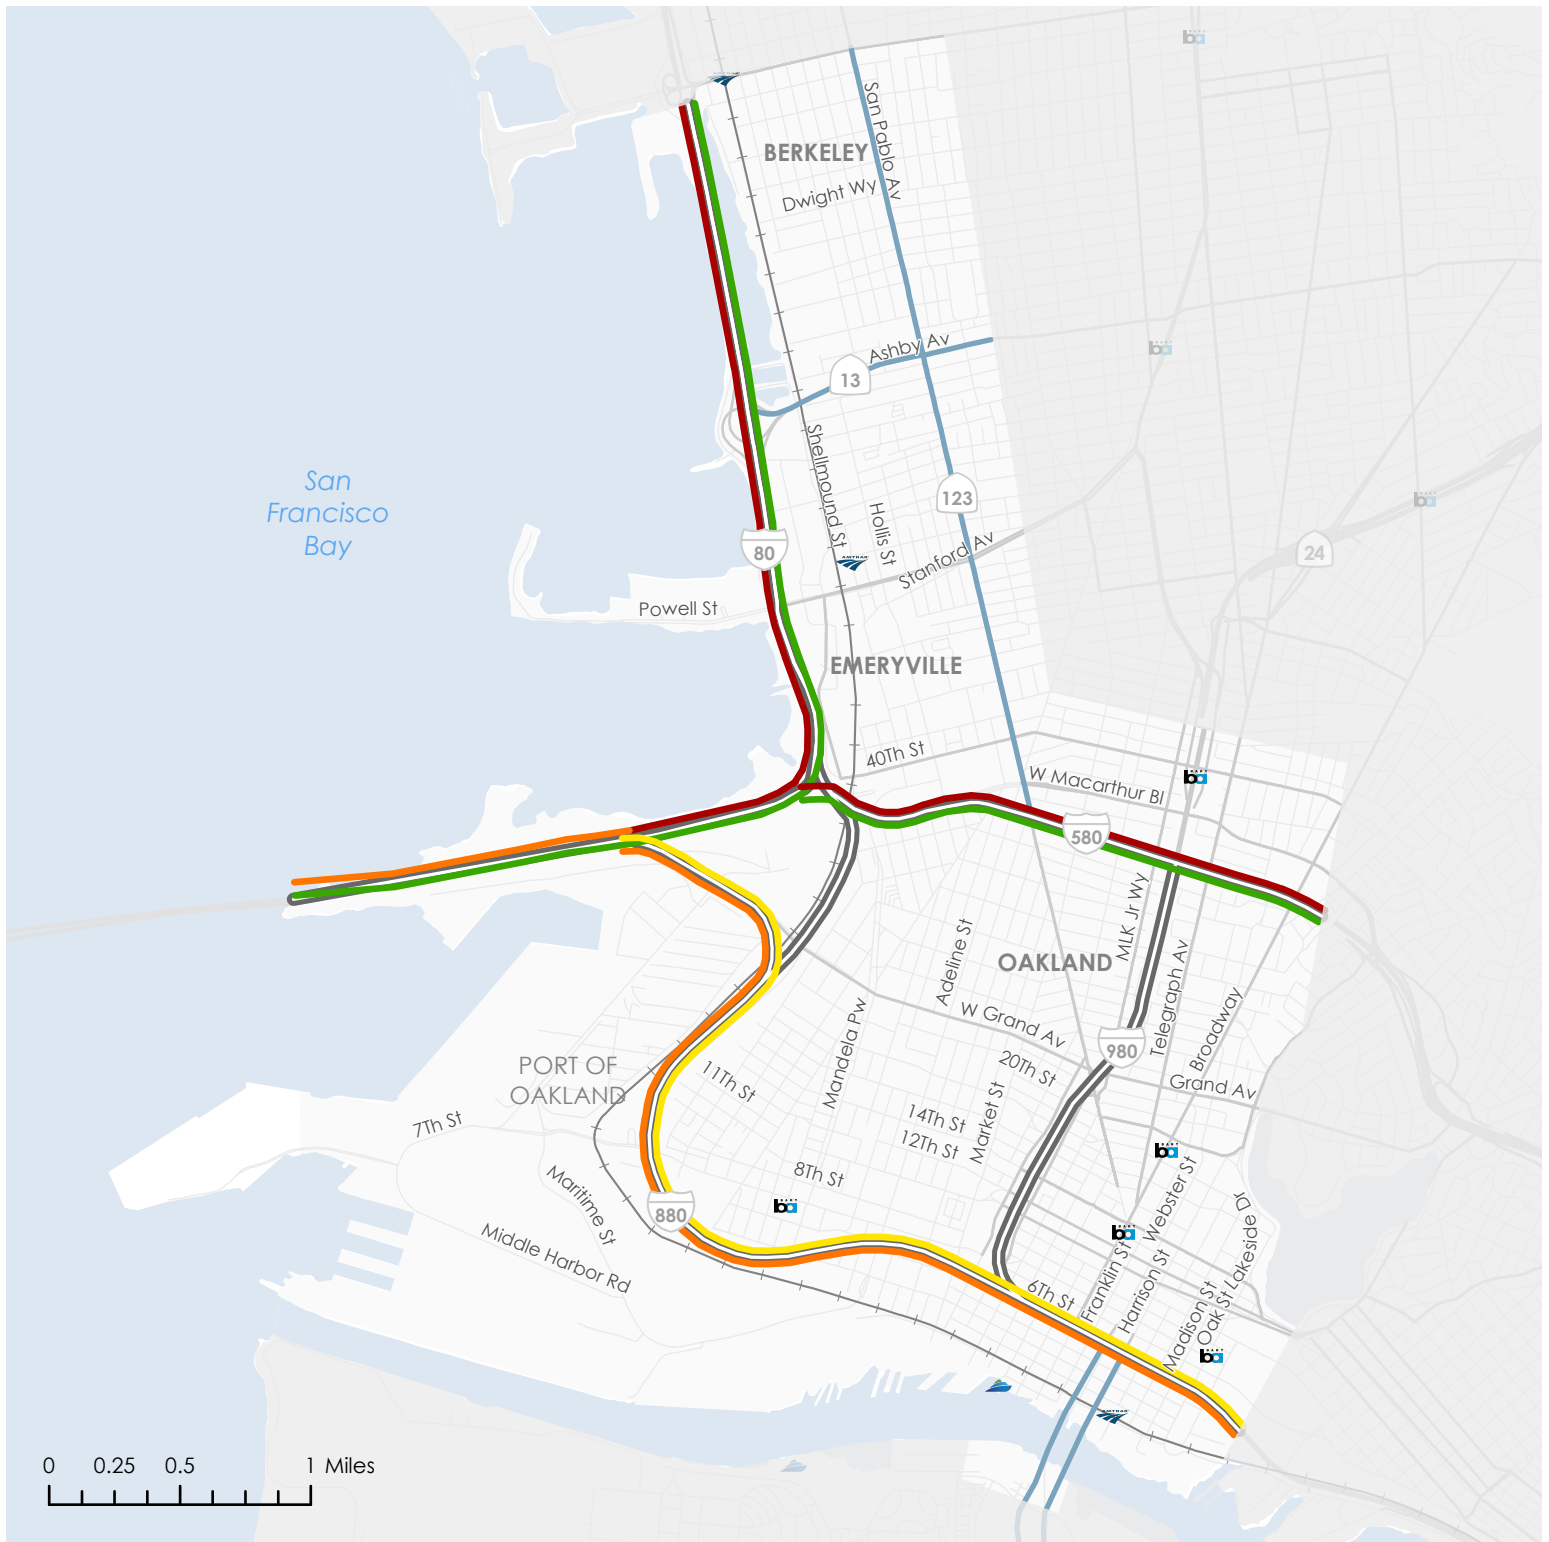 BERKELEY
San Pablo Av
Dwight Wy
Ashby Av
13
Shellmound St
San
Francisco
Bay
Hollis St
123
80
Stanford Av
24
Powell St
EMERYVILLE
40Th St
W Macarthur Bl
580
MLK Jr Wy
Adeline St
OAKLAND
Telegraph Av
Broadway
W Grand Av
Mandela Pw
980
20Th St
PORT OF
OAKLAND
11Th St
Grand Av
Market St
14Th St
12Th St
7Th St
8Th St
Maritime St
880
Webster St
Middle Harbor Rd
Lakeside Dr
Franklin St
Harrison St
6Th St
Madison St
Oak St
0 0.25 0.5 1 Miles